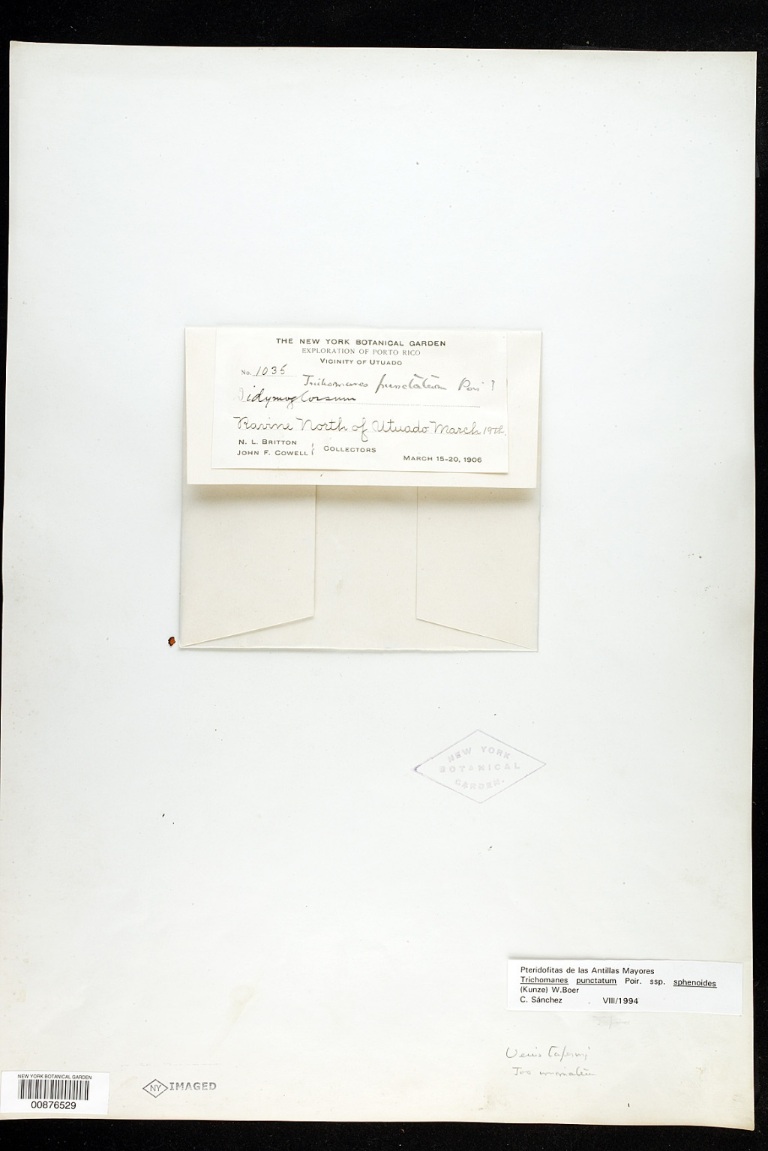 THE NEW YORK BOTANICAL GARDEN
EXPLORATION OF PORTO RICO
VICINITY OF UTUADO
No. 1035 Trichomanes punctatum Poir ?
Didymoglossum
Ravine North of Utuado March 19th.
N. L. BRITTON
JOHN F. COWELL } COLLECTORS
MARCH 15-20, 1906
NEW YORK
BOTANICAL
GARDEN.
Pteridofitas de las Antillas Mayores
Trichomanes punctatum Poir. ssp. sphenoides
(Kunze) W.Boer
C. Sánchez VIII/1994
NEW YORK BOTANICAL GARDEN
00876529
NY IMAGED